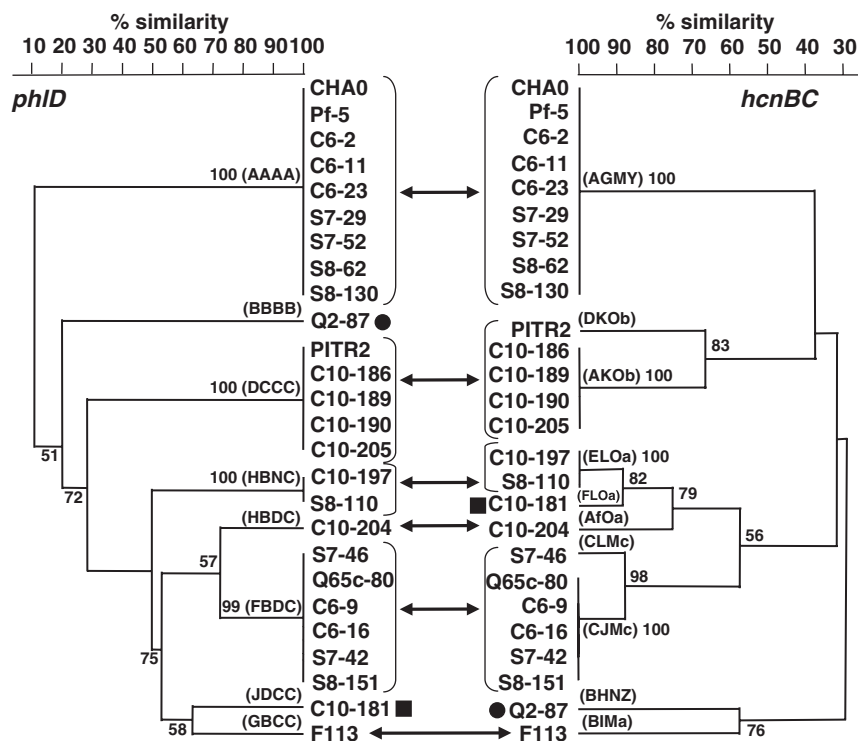 % similarity
10 20 30 40 50 60 70 80 90 100
phlD
CHA0
Pf-5
C6-2
C6-11
100 (AAAA)
C6-23
S7-29
S7-52
S8-62
S8-130
(BBBB)
Q2-87
PITR2
C10-186
100 (DCCC)
C10-189
C10-190
C10-205
51
72
100 (HBNC)
C10-197
S8-110
(HBDC)
C10-204
57
S7-46
Q65c-80
99 (FBDC)
C6-9
C6-16
S7-42
S8-151
75
(JDCC)
C10-181
58
(GBCC)
F113
% similarity
100 90 80 70 60 50 40 30
hcnBC
CHA0
Pf-5
C6-2
C6-11
C6-23
(AGMY) 100
S7-29
S7-52
S8-62
S8-130
(DKOb)
PITR2
83
C10-186
C10-189
(AKOb) 100
C10-190
C10-205
C10-197
(ELOa) 100
S8-110
82
C10-181
(FLOa)
79
C10-204
(AfOa)
S7-46
(CLMc)
56
Q65c-80
98
C6-9
C6-16
(CJMc) 100
S7-42
S8-151
(BHNZ)
Q2-87
(BIMa)
76
F113